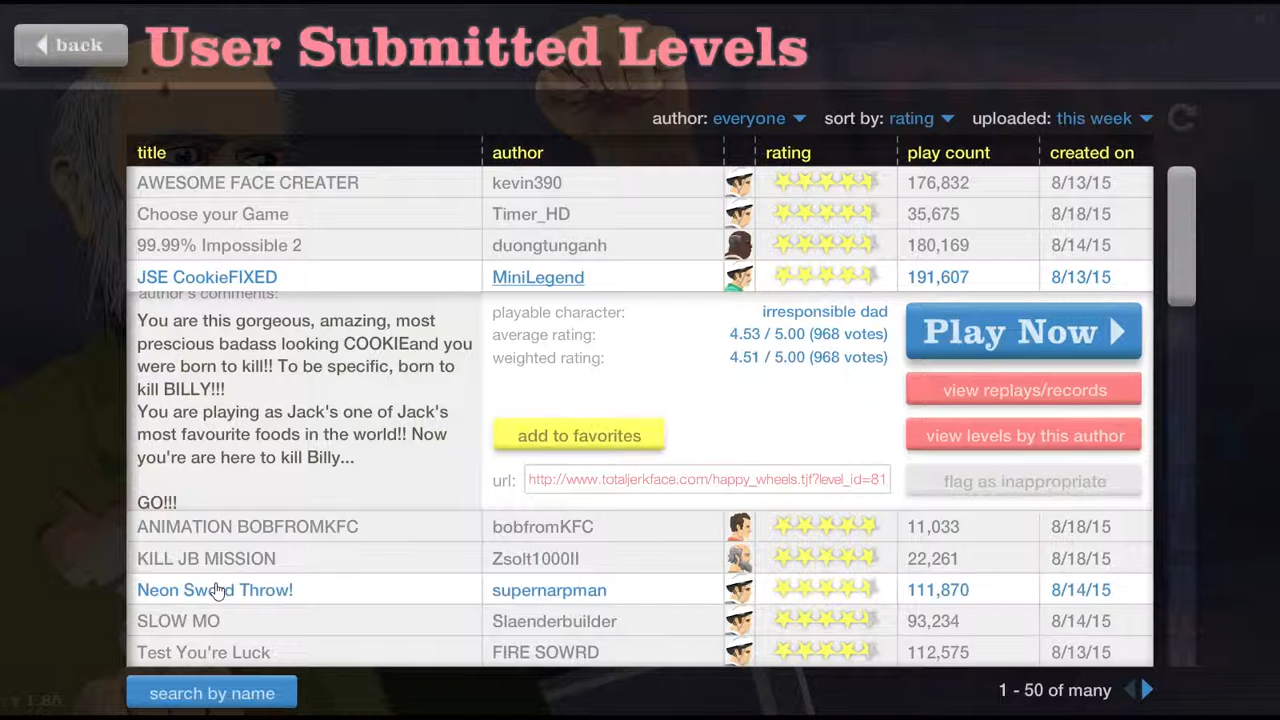 back
User Submitted Levels
author: everyone sort by: rating uploaded: this week
title author rating play count created on
AWESOME FACE CREATER kevin390 176,832 8/13/15
Choose your Game Timer_HD 35,675 8/18/15
99.99% Impossible 2 duongtunganh 180,169 8/14/15
JSE CookieFIXED MiniLegend 191,607 8/13/15
author's comments:
You are this gorgeous, amazing, most
prescious badass looking COOKIEand you
were born to kill!! To be specific, born to
kill BILLY!!!
You are playing as Jack's one of Jack's
most favourite foods in the world!! Now
you're are here to kill Billy...
GO!!!
playable character: irresponsible dad
average rating: 4.53 / 5.00 (968 votes)
weighted rating: 4.51 / 5.00 (968 votes)
add to favorites
url: http://www.totaljerkface.com/happy_wheels.tjf?level_id=81
Play Now
view replays/records
view levels by this author
flag as inappropriate
ANIMATION BOBFROMKFC bobfromKFC 11,033 8/18/15
KILL JB MISSION Zsolt1000II 22,261 8/18/15
Neon Sword Throw! supernarpman 111,870 8/14/15
SLOW MO Slaenderbuilder 93,234 8/14/15
Test You're Luck FIRE SOWRD 112,575 8/13/15
search by name
1 - 50 of many